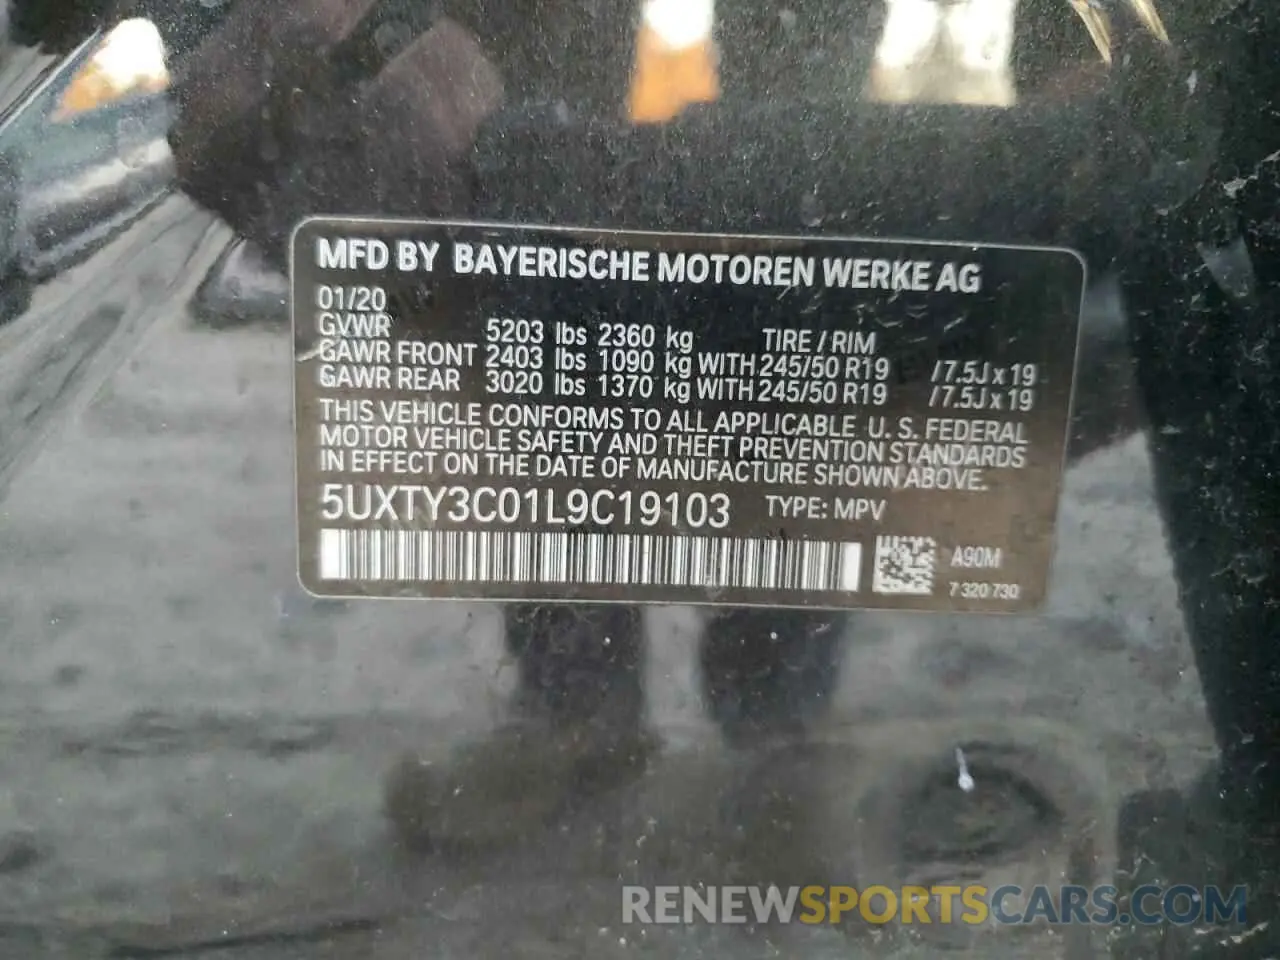 MFD BY BAYERISCHE MOTOREN WERKE AG
01/20
GVWR 5203 lbs 2360 kg TIRE / RIM
GAWR FRONT 2403 lbs 1090 kg WITH 245/50 R19 / 7.5J x 19
GAWR REAR 3020 lbs 1370 kg WITH 245/50 R19 / 7.5J x 19
THIS VEHICLE CONFORMS TO ALL APPLICABLE U. S. FEDERAL
MOTOR VEHICLE SAFETY AND THEFT PREVENTION STANDARDS
IN EFFECT ON THE DATE OF MANUFACTURE SHOWN ABOVE.
5UXTY3C01L9C19103 TYPE: MPV
A90M
7 320 730
RENEWSPORTSCARS.COM